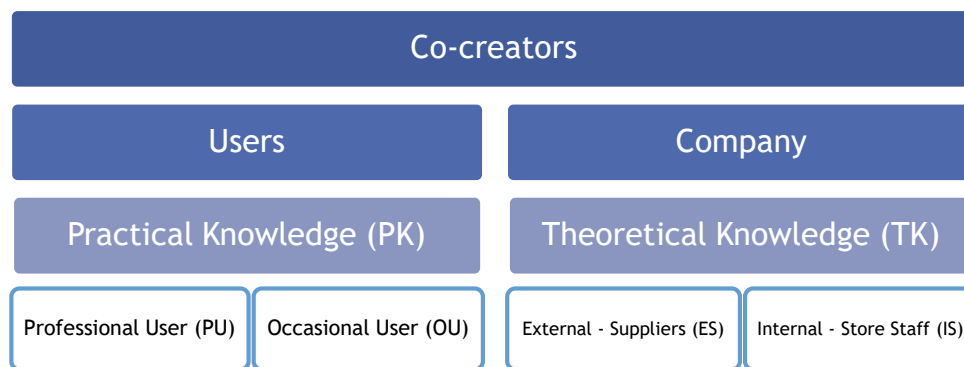 Co-creators
Users
Company
Practical Knowledge (PK)
Theoretical Knowledge (TK)
Professional User (PU)
Occasional User (OU)
External - Suppliers (ES)
Internal - Store Staff (IS)